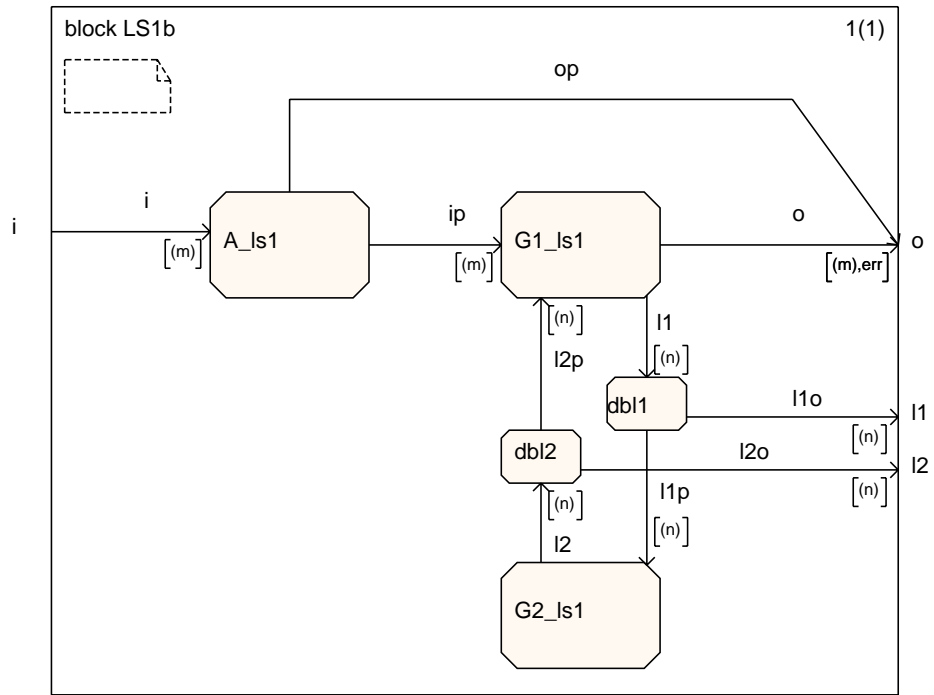 block LS1b 1(1)
op
i
i
[(m)]
A_ls1
ip
[(m)]
G1_ls1
o
o
[(m),err]
[(n)]
l1
l2p
[(n)]
dbl1
l1o
l1
[(n)]
dbl2
l2o
l2
[(n)]
l1p
[(n)]
[(n)]
l2
G2_ls1